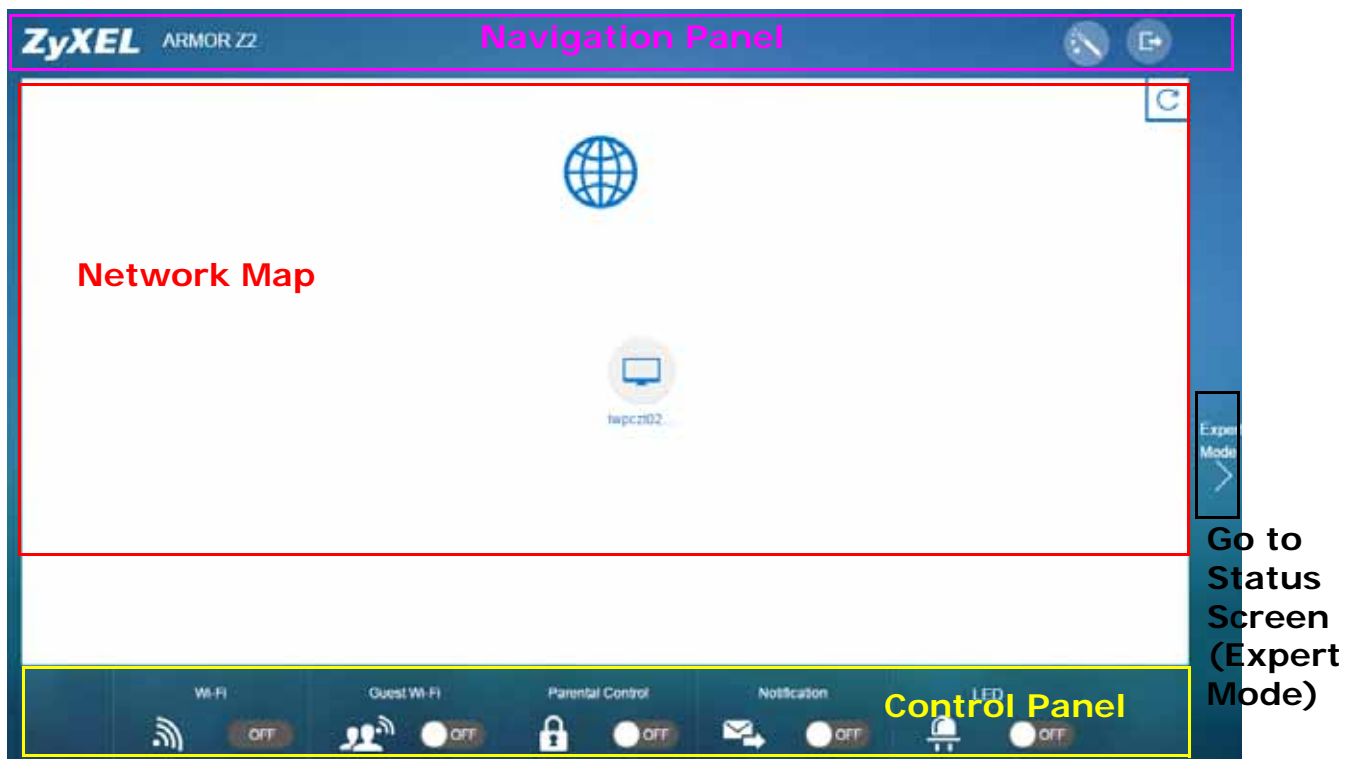 ZyXEL ARMOR Z2
Navigation Panel
Network Map
twpczt02...
Expert
Mode
Go to
Status
Screen
(Expert
Mode)
Wi-Fi
Guest Wi-Fi
Parental Control
Notification
LED
Control Panel
OFF
OFF
OFF
OFF
OFF